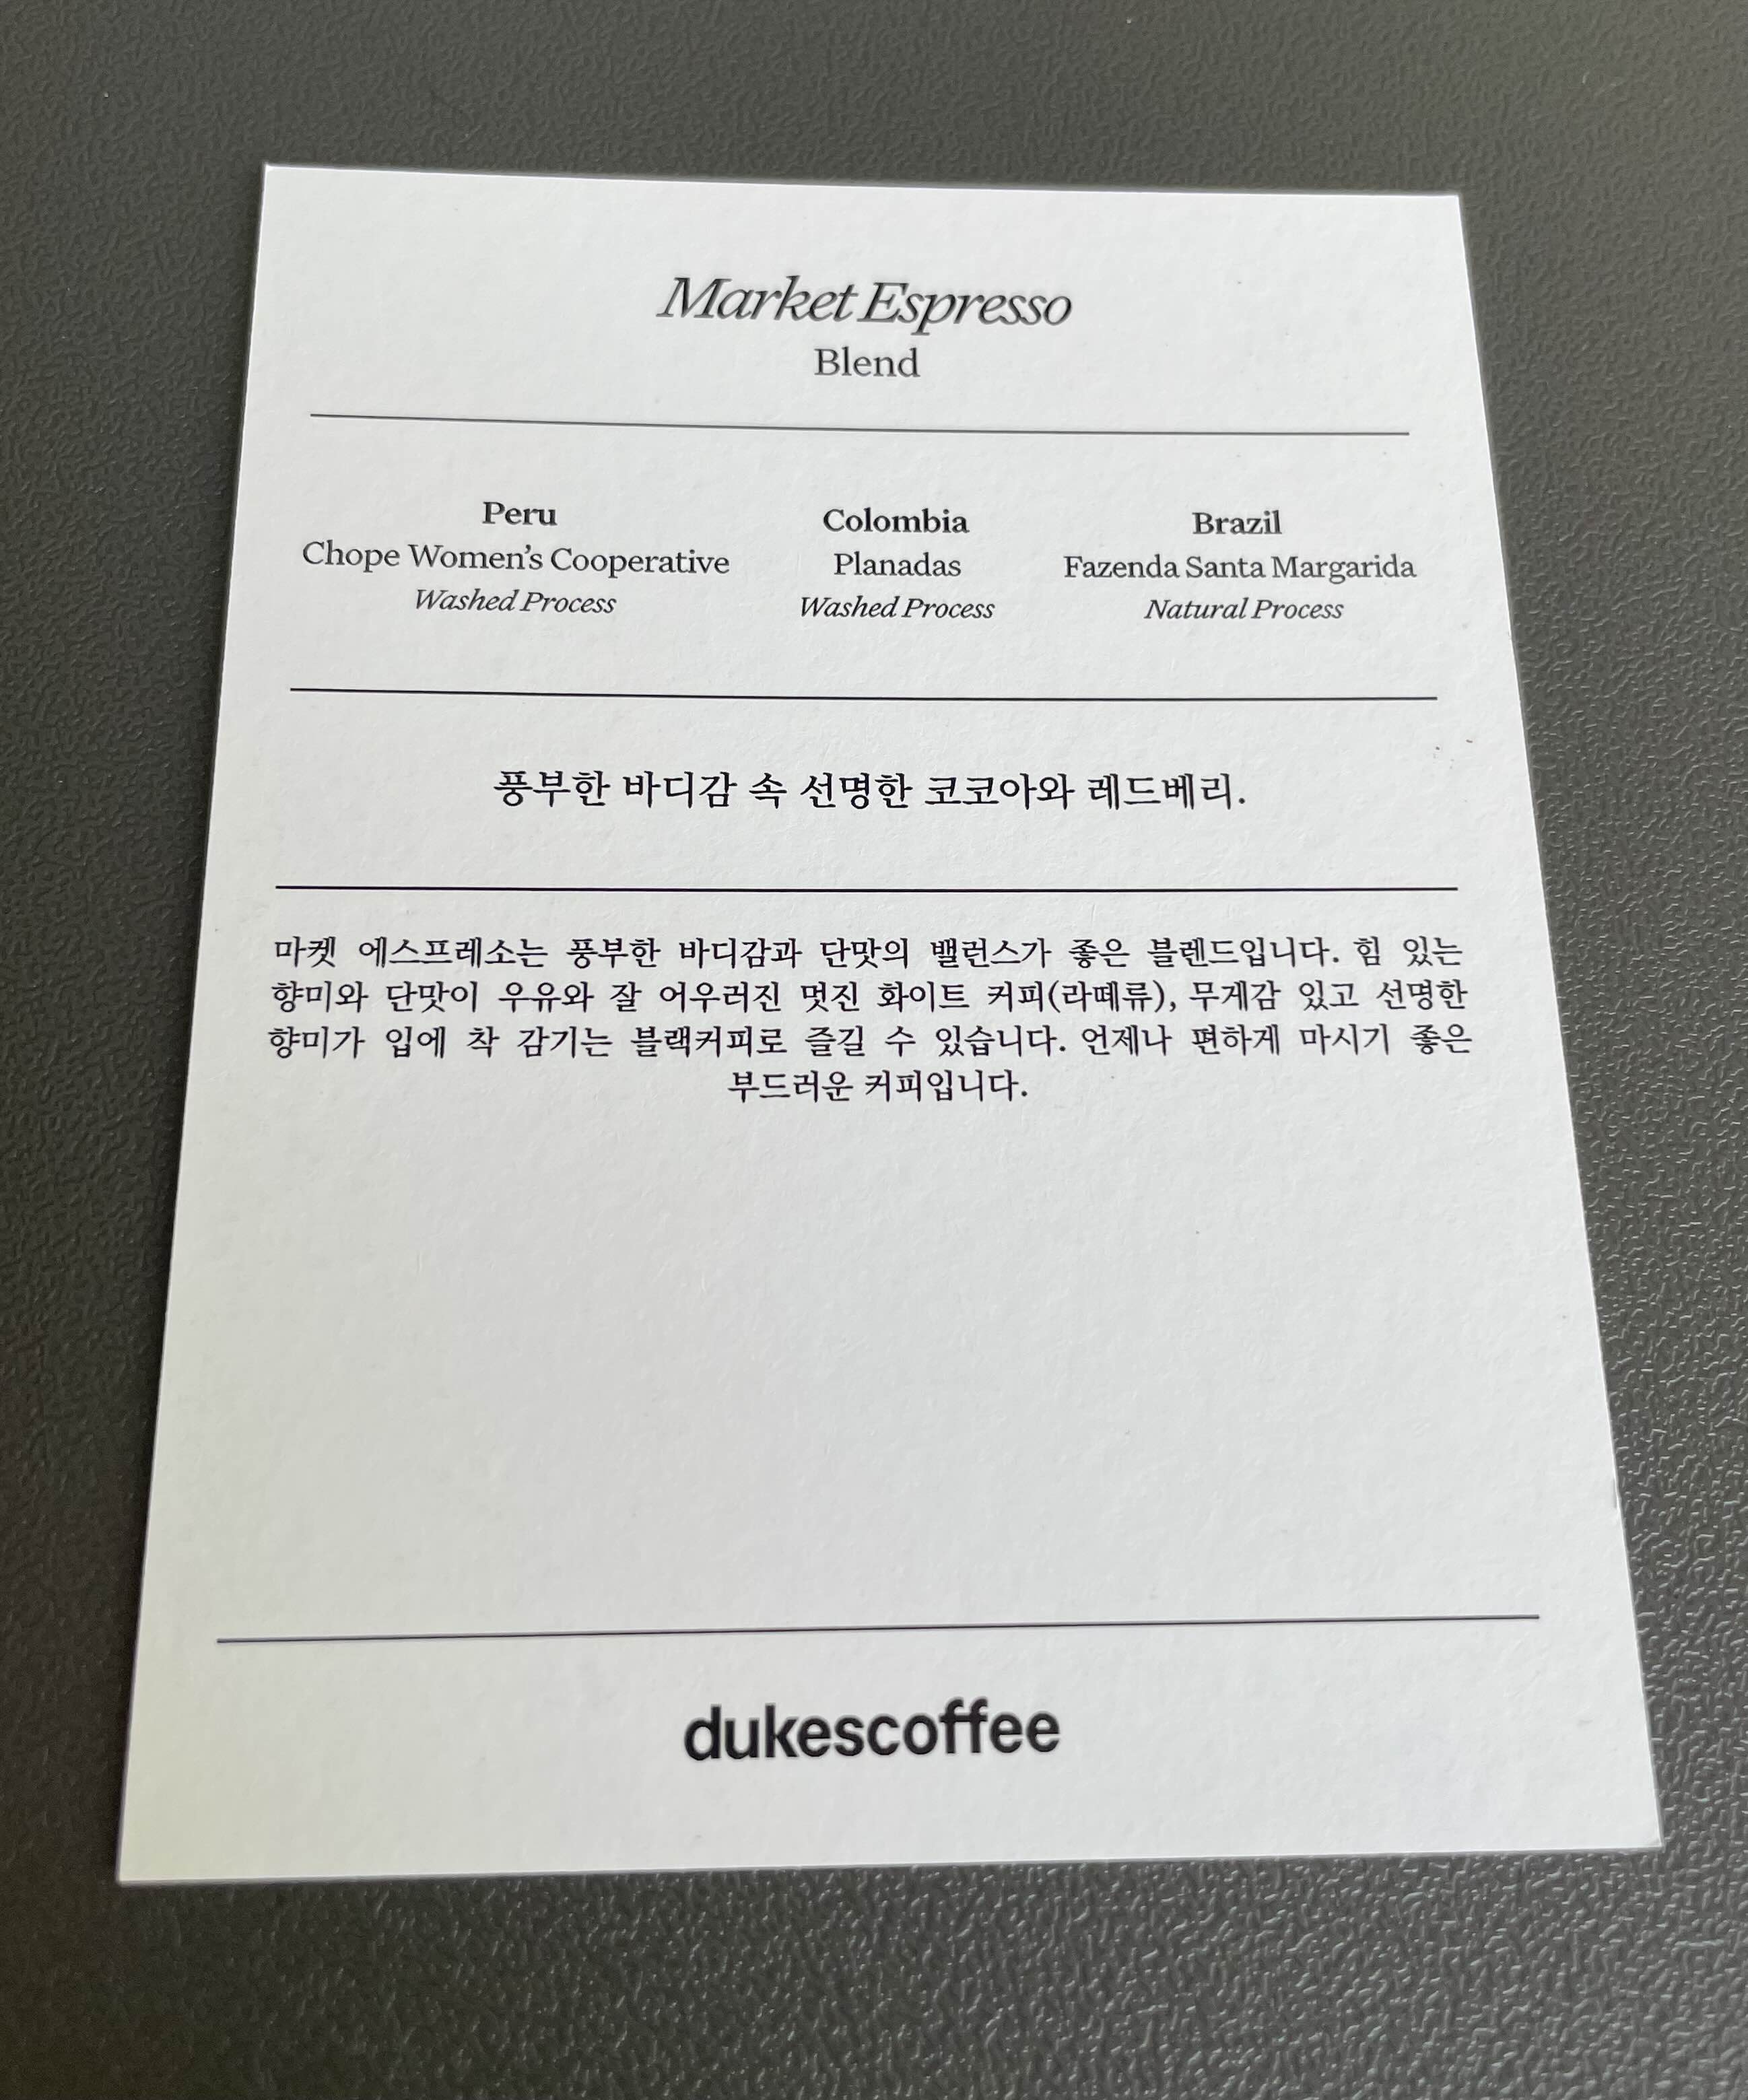 Market Espresso
Blend
Peru
Chope Women's Cooperative
Washed Process
Colombia
Planadas
Washed Process
Brazil
Fazenda Santa Margarida
Natural Process
풍부한 바디감 속 선명한 코코아와 레드베리.
마켓 에스프레소는 풍부한 바디감과 단맛의 밸런스가 좋은 블렌드입니다. 힘 있는
향미와 단맛이 우유와 잘 어우러진 멋진 화이트 커피(라떼류), 무게감 있고 선명한
향미가 입에 착 감기는 블랙커피로 즐길 수 있습니다. 언제나 편하게 마시기 좋은
부드러운 커피입니다.
dukescoffee